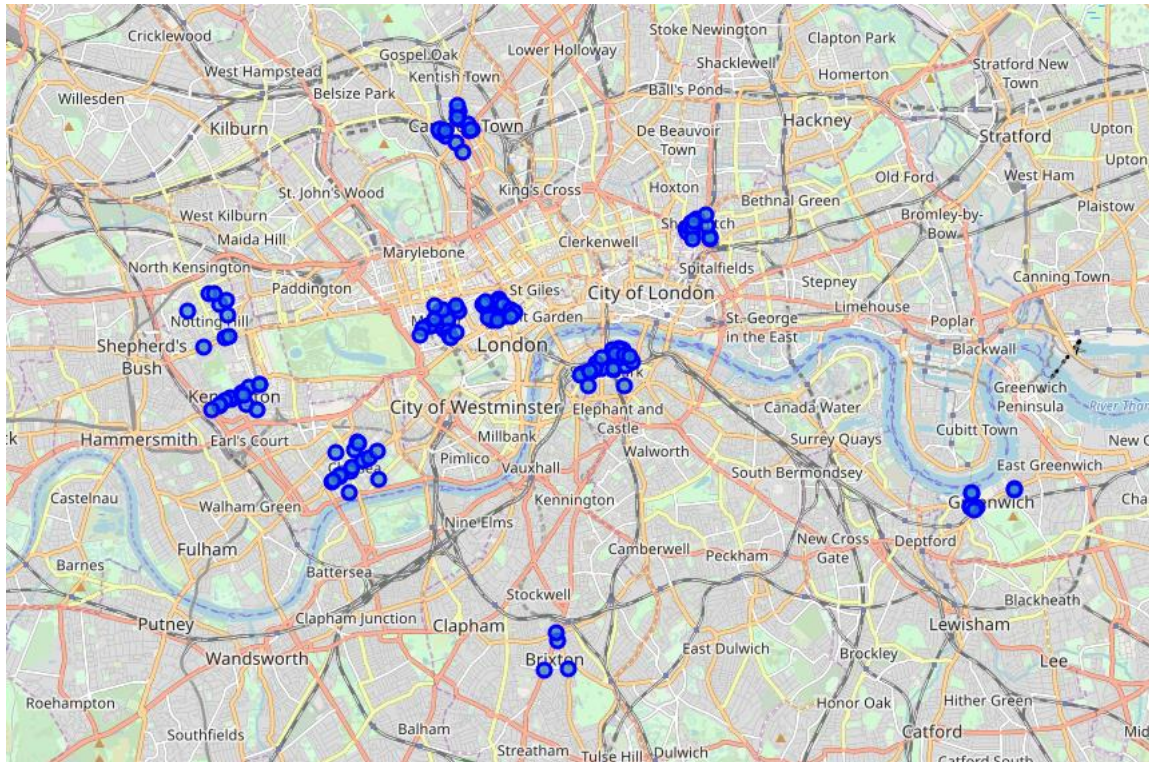 Stoke Newington
Cricklewood
Lower Holloway
Clapton Park
Gospel Oak
Shacklewell
Stratford New
Town
West Hampstead
Kentish Town
Homerton
Belsize Park
Ball's Pond
Willesden
Kilburn
Town
De Beauvoir
Town
Hackney
Stratford
Upton
Upton
Old Ford
West Ham
King's Cross
Hoxton
St. John's Wood
Bethnal Green
Plaistow
West Kilburn
Bromley-by-
Bow
Maida Hill
Clerkenwell
Marylebone
North Kensington
Spitalfields
Canning Town
Paddington
St Giles
Stepney
City of London
Limehouse
Notting Hill
St. George
in the East
Poplar
Shepherd's
Bush
London
Blackwall
Greenwich
Peninsula
City of Westminster
Elephant and
Castle
Canada Water
River
Hammersmith
Earl's Court
Millbank
Surrey Quays
Cubitt Town
Pimlico
Vauxhall
Walworth
South Bermondsey
East Greenwich
Castelnau
Walham Green
Kennington
Nine Elms
Fulham
Camberwell
Peckham
New Cross
Gate
Deptford
Barnes
Battersea
Stockwell
Blackheath
Putney
Clapham Junction
Clapham
Lewisham
Wandsworth
Brixton
East Dulwich
Brockley
Lee
Roehampton
Honor Oak
Hither Green
Southfields
Balham
Catford
Streatham
Tulse Hill
Dulwich
Catford South